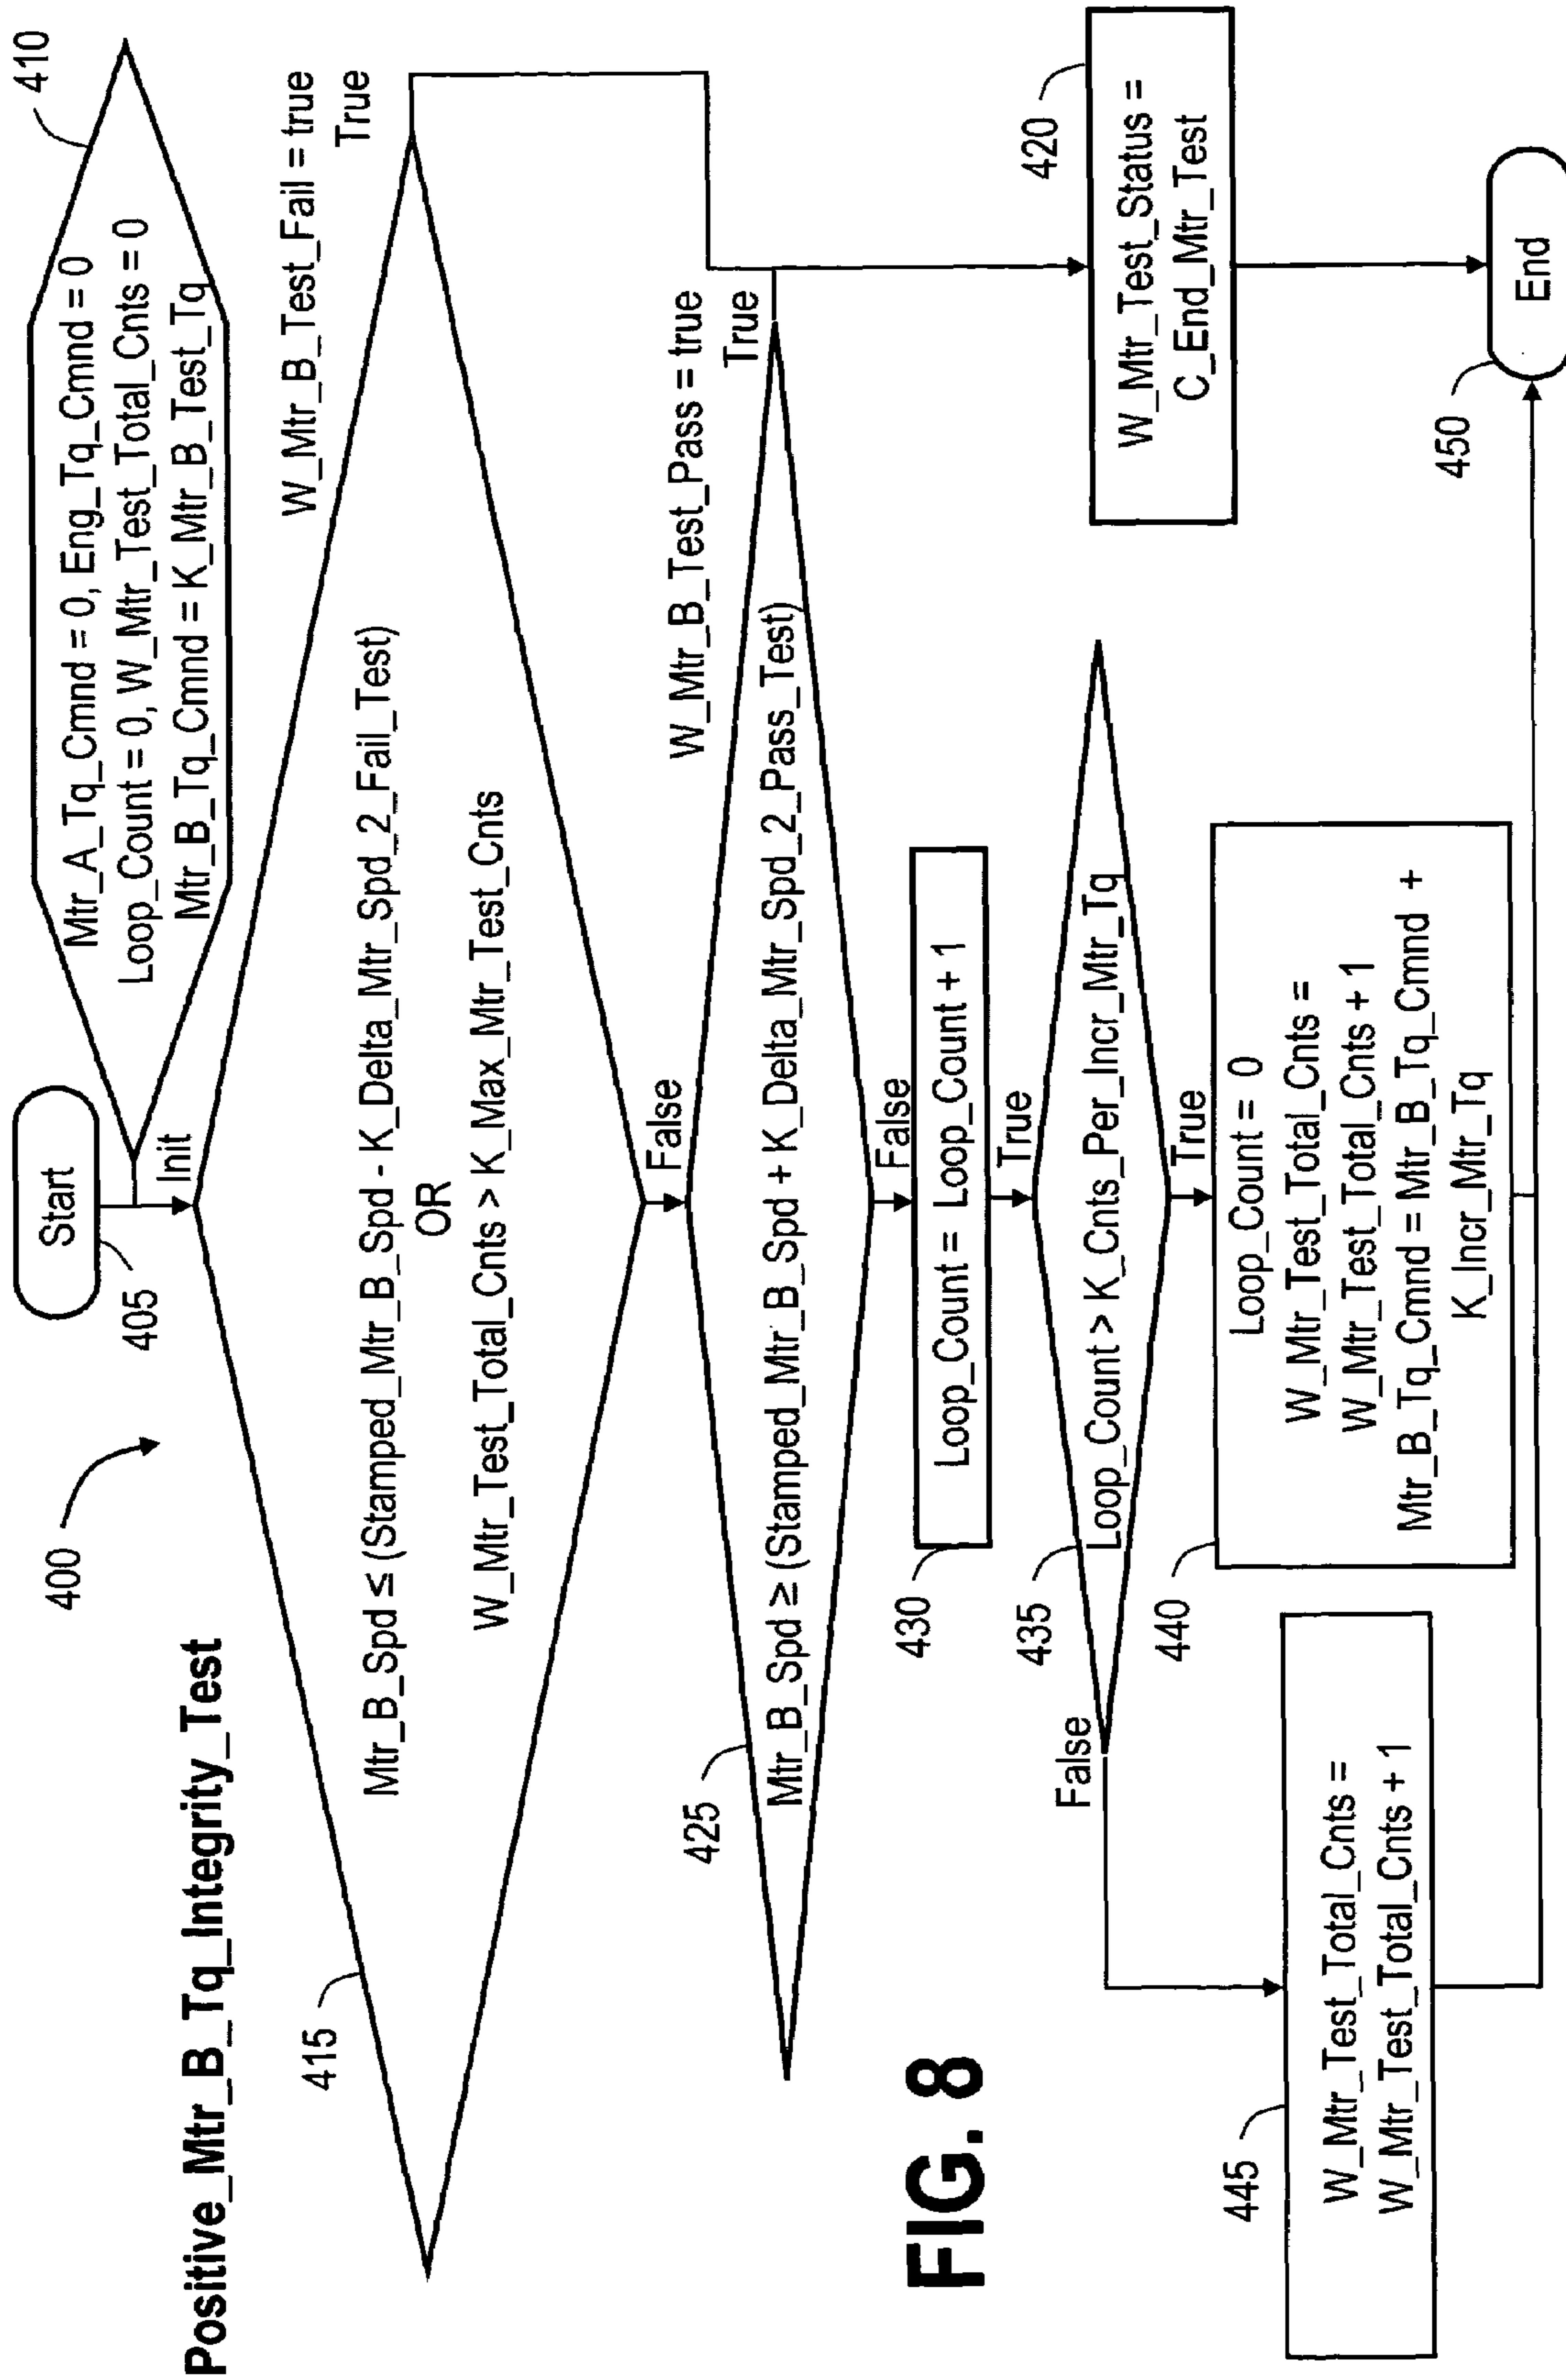 Positive_Mtr_B_Tq_Integrity_Test
400
Start
405
Init
410
Mtr_A_Tq_Cmnd = 0, Eng_Tq_Cmnd = 0
Loop_Count = 0, W_Mtr_Test_Total_Cnts = 0
Mtr_B_Tq_Cmnd = K_Mtr_B_Test_Tq
415
Mtr_B_Spd ≤ (Stamped_Mtr_B_Spd - K_Delta_Mtr_Spd_2_Fail_Test)
OR
W_Mtr_Test_Total_Cnts > K_Max_Mtr_Test_Cnts
W_Mtr_B_Test_Fail = true
True
False
425
Mtr_B_Spd ≥ (Stamped_Mtr_B_Spd + K_Delta_Mtr_Spd_2_Pass_Test)
W_Mtr_B_Test_Pass = true
True
False
430
Loop_Count = Loop_Count + 1
True
435
Loop_Count > K_Cnts_Per_Incr_Mtr_Tq
False
True
440
Loop_Count = 0
W_Mtr_Test_Total_Cnts =
W_Mtr_Test_Total_Cnts + 1
Mtr_B_Tq_Cmnd = Mtr_B_Tq_Cmnd +
K_Incr_Mtr_Tq
420
W_Mtr_Test_Status =
C_End_Mtr_Test
445
W_Mtr_Test_Total_Cnts =
W_Mtr_Test_Total_Cnts + 1
450
End
FIG. 8